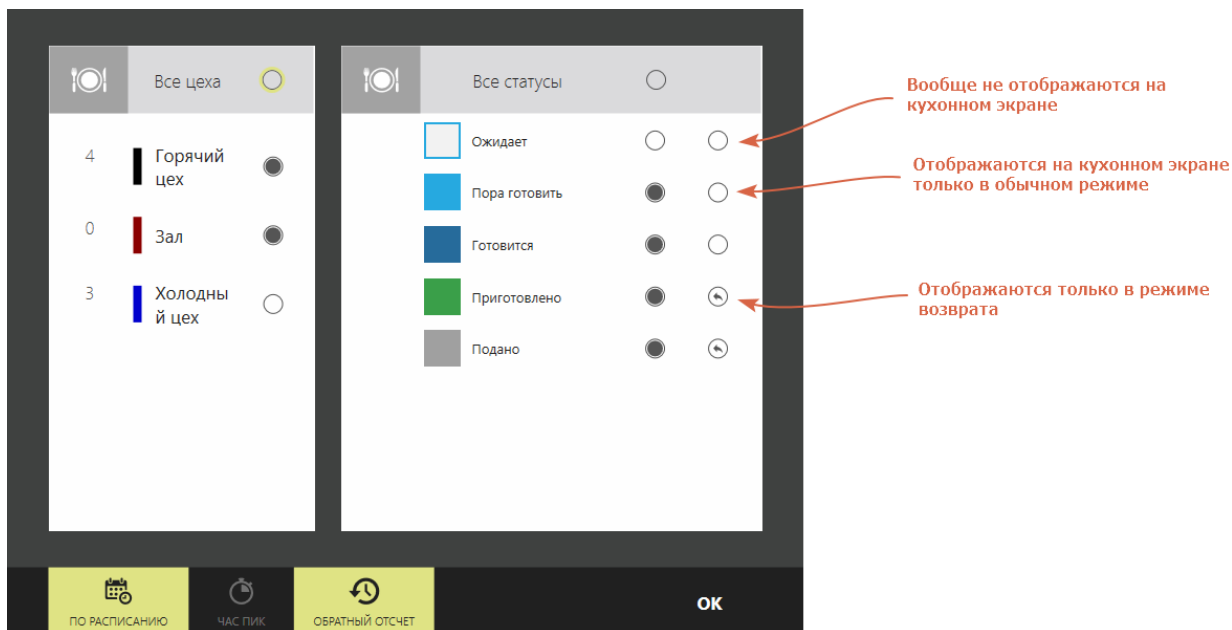 Все цеха
4
Горячий
цех
0
Зал
3
Холодны
й цех
Все статусы
Ожидает
Пора готовить
Готовится
Приготовлено
Подано
Вообще не отображаются на
кухонном экране
Отображаются на кухонном экране
только в обычном режиме
Отображаются только в режиме
возврата
ПО РАСПИСАНИЮ
ЧАС ПИК
ОБРАТНЫЙ ОТСЧЕТ
ОК